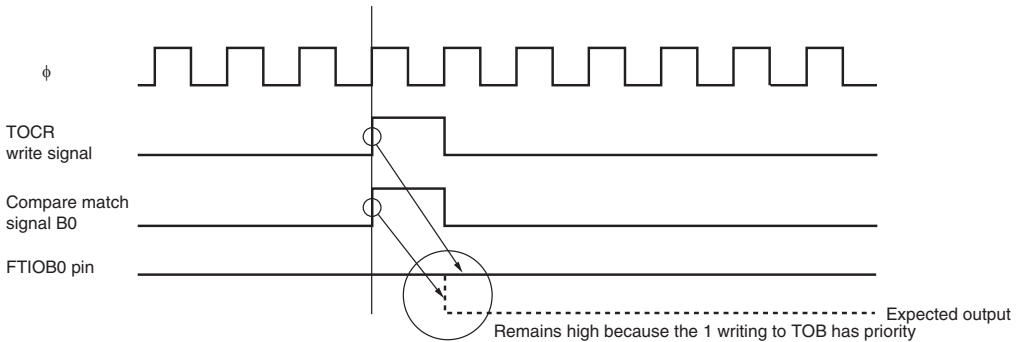 ϕ
TOCR
write signal
Compare match
signal B0
FTIOB0 pin
Expected output
Remains high because the 1 writing to TOB has priority